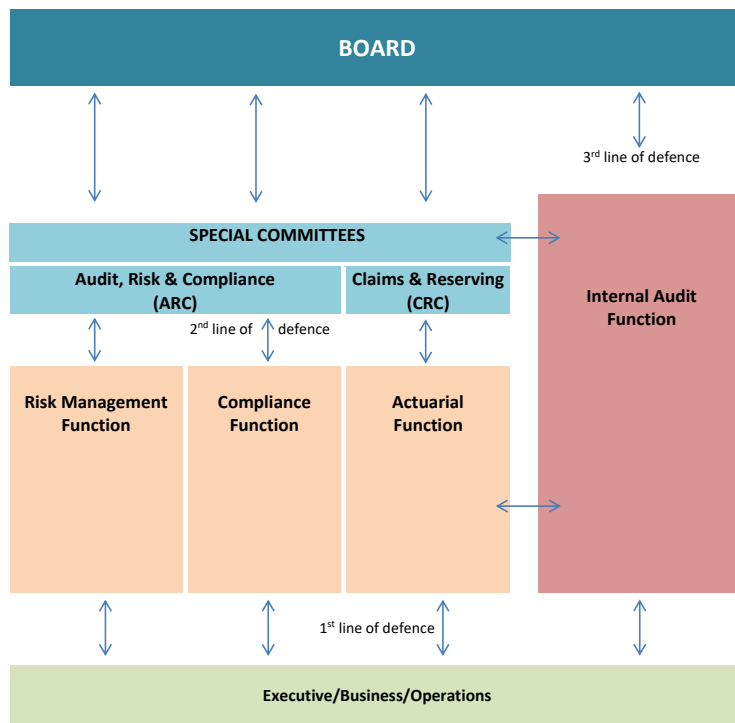 BOARD
3rd line of defence
SPECIAL COMMITTEES
Audit, Risk & Compliance
(ARC)
Claims & Reserving
(CRC)
Internal Audit
Function
2nd line of defence
Risk Management
Function
Compliance
Function
Actuarial
Function
1st line of defence
Executive/Business/Operations